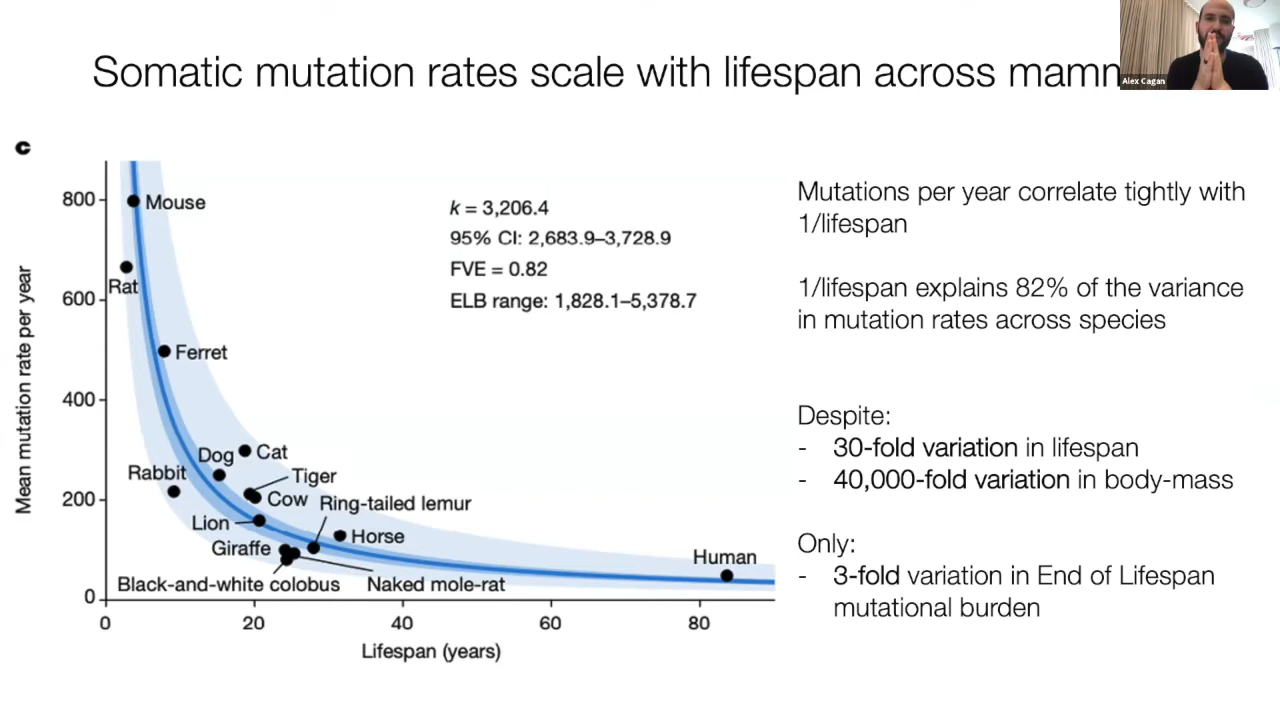 Somatic mutation rates scale with lifespan across mamm
Alex Cagan
c
Mean mutation rate per year
800
600
400
200
0
0
20
40
60
80
Lifespan (years)
Mouse
Rat
Ferret
Cat
Dog
Rabbit
Tiger
Cow
Ring-tailed lemur
Lion
Horse
Giraffe
Human
Black-and-white colobus
Naked mole-rat
k = 3,206.4
95% CI: 2,683.9–3,728.9
FVE = 0.82
ELB range: 1,828.1–5,378.7
Mutations per year correlate tightly with
1/lifespan
1/lifespan explains 82% of the variance
in mutation rates across species
Despite:
- 30-fold variation in lifespan
- 40,000-fold variation in body-mass
Only:
- 3-fold variation in End of Lifespan
mutational burden